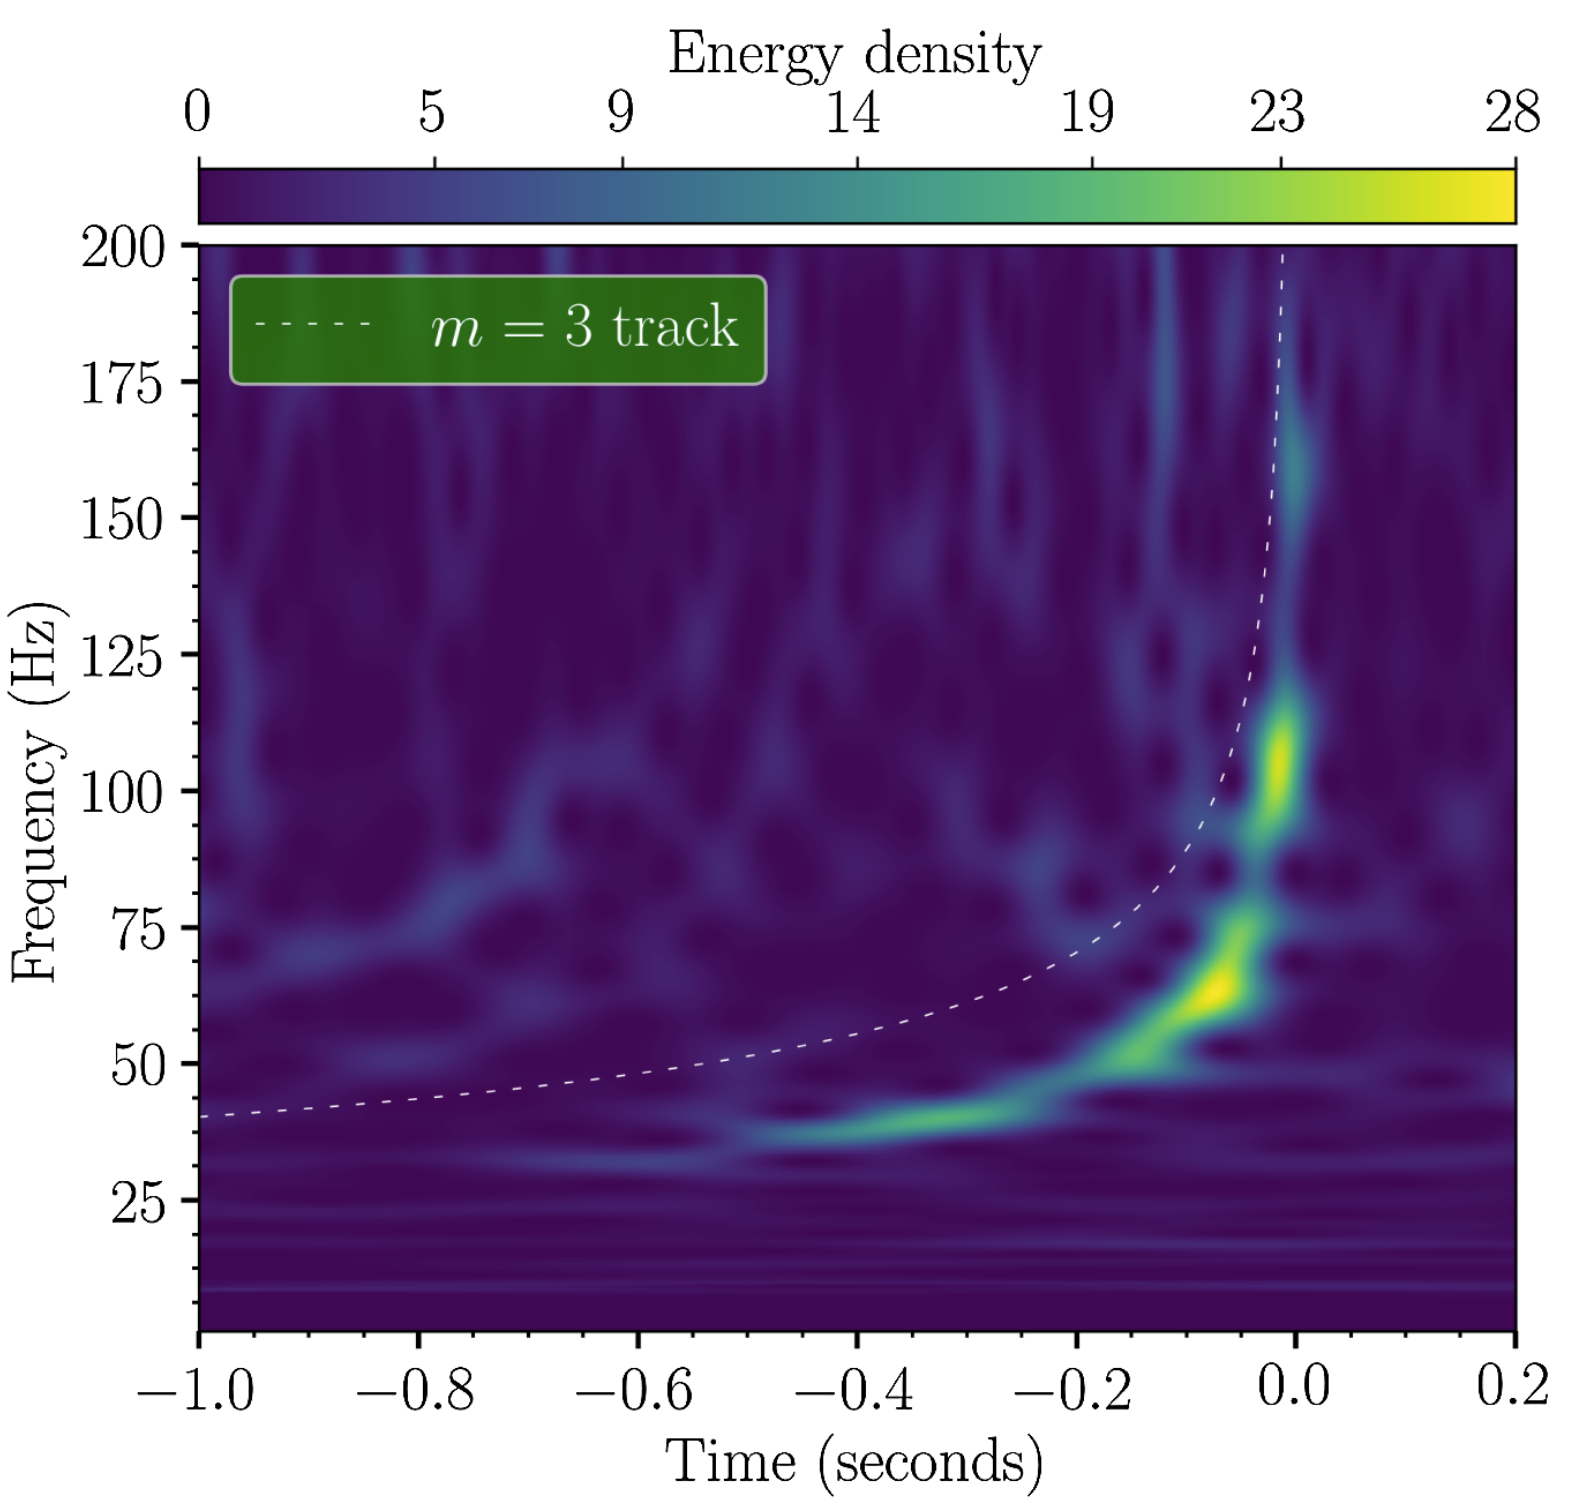 Energy density
0 5 9 14 19 23 28
m = 3 track
200
175
150
125
100
75
50
25
Frequency (Hz)
−1.0 −0.8 −0.6 −0.4 −0.2 0.0 0.2
Time (seconds)